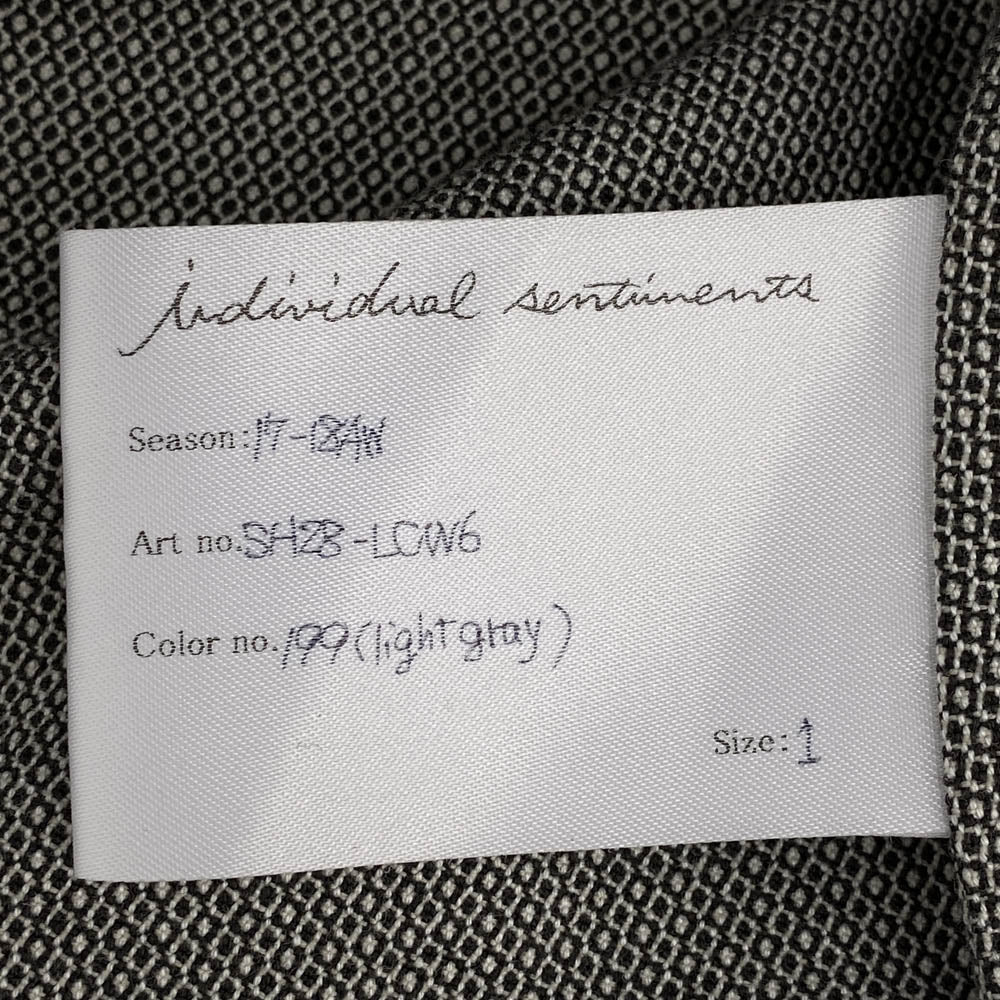 individual sentiments
Season: 17-18AW
Art no. SH28-LCW6
Color no. 199 (light gray)
Size: 1